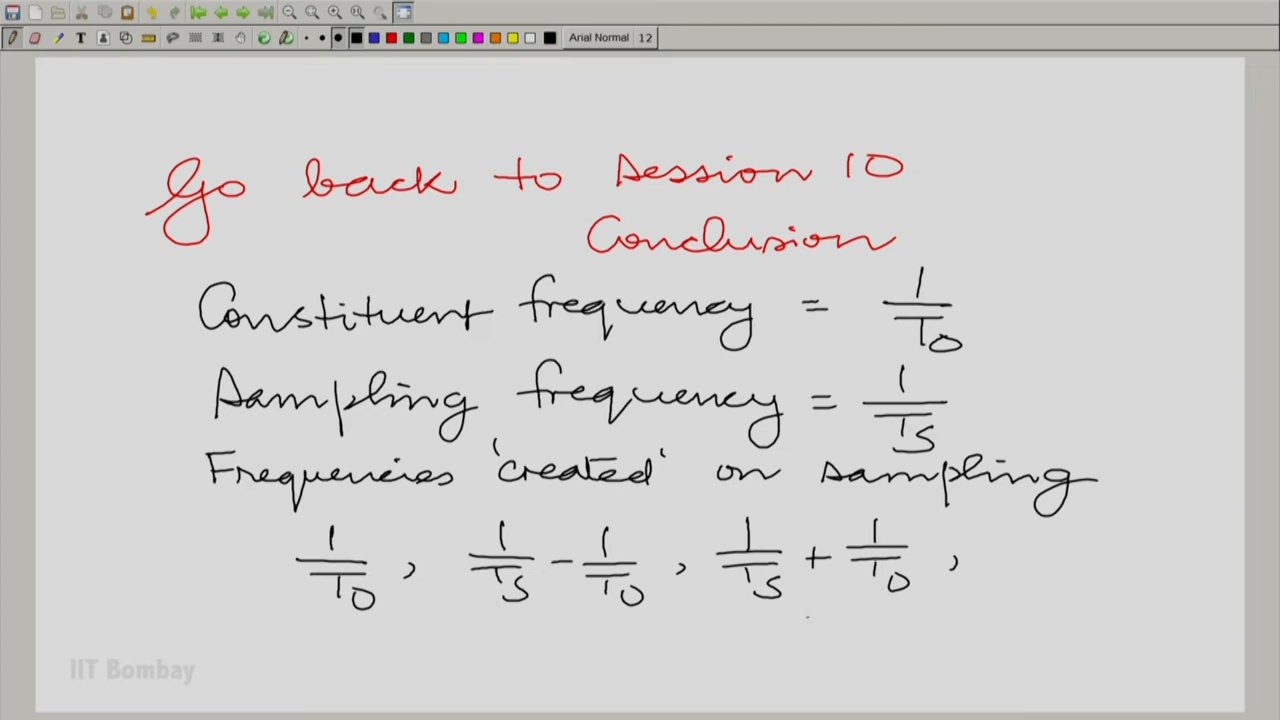 Arial Normal 12
Go back to Session 10
Conclusion
Constituent frequency = 1/T0
Sampling frequency = 1/TS
Frequencies 'created' on sampling
1/T0 , 1/TS - 1/T0 , 1/TS + 1/T0 ,
IIT Bombay